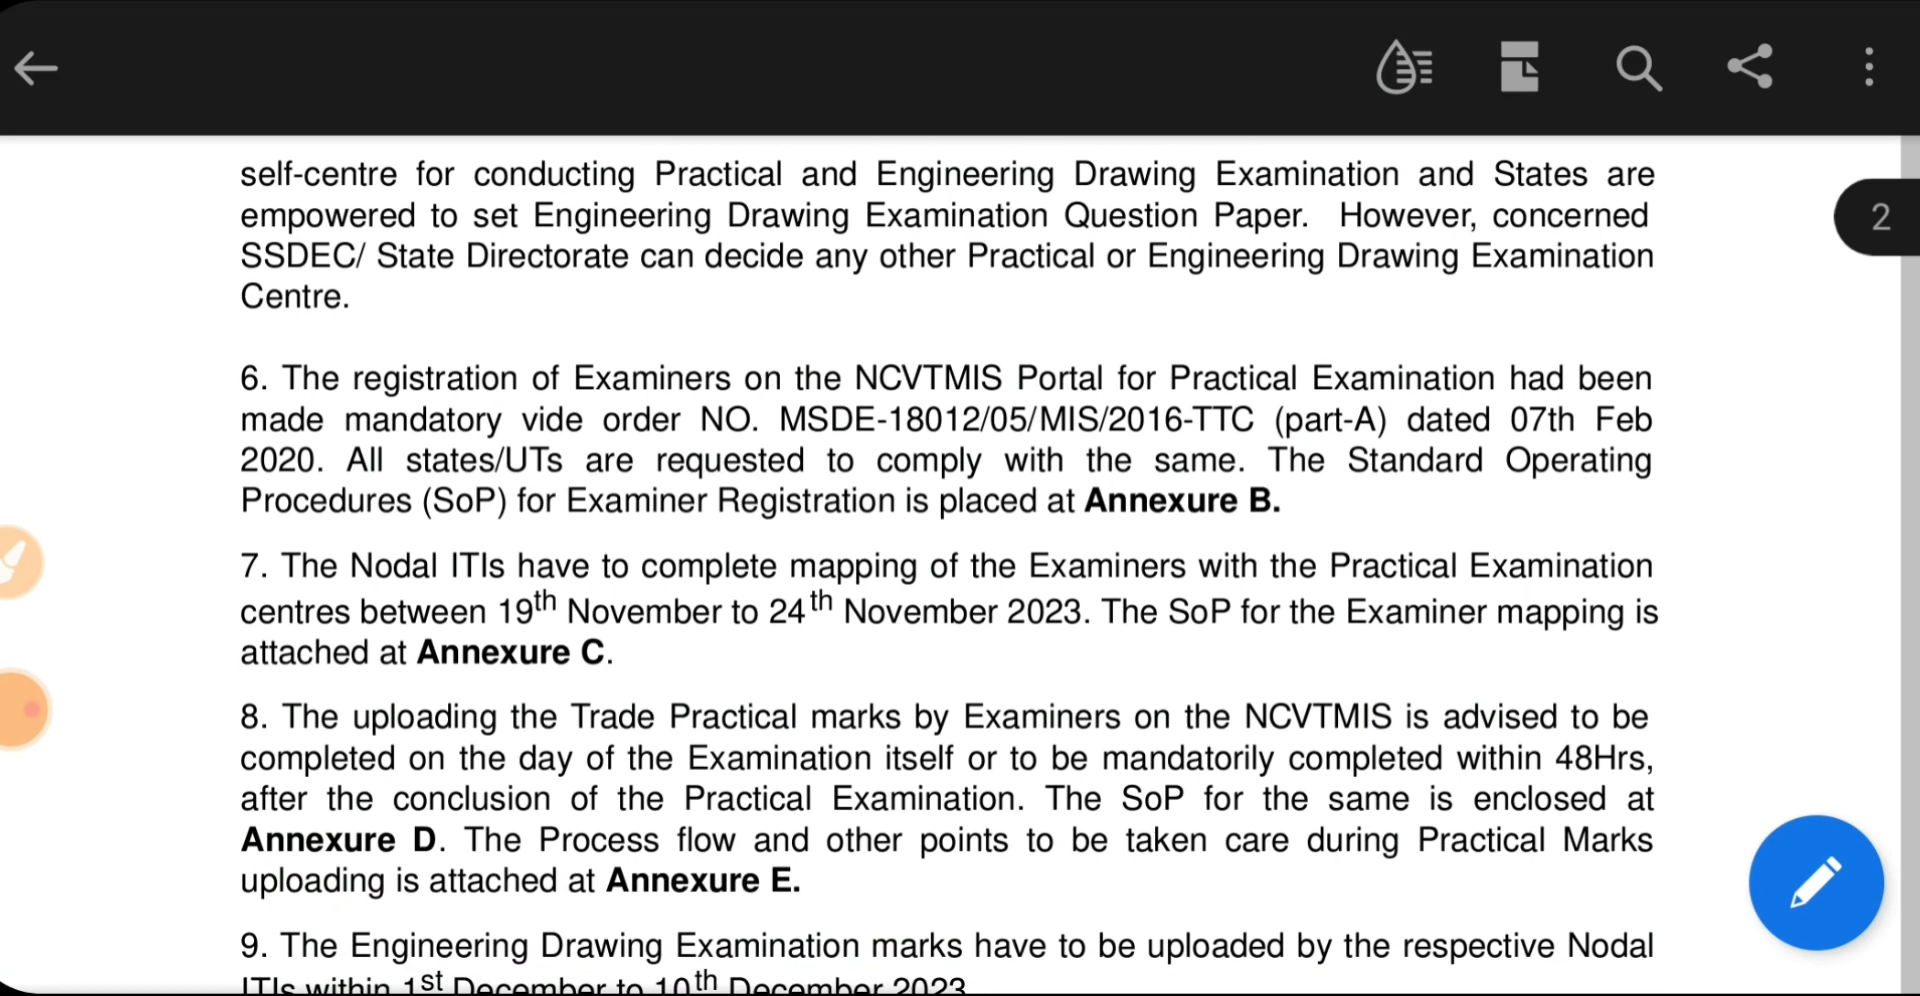 2
self-centre for conducting Practical and Engineering Drawing Examination and States are
empowered to set Engineering Drawing Examination Question Paper. However, concerned
SSDEC/ State Directorate can decide any other Practical or Engineering Drawing Examination
Centre.
6. The registration of Examiners on the NCVTMIS Portal for Practical Examination had been
made mandatory vide order NO. MSDE-18012/05/MIS/2016-TTC (part-A) dated 07th Feb
2020. All states/UTs are requested to comply with the same. The Standard Operating
Procedures (SoP) for Examiner Registration is placed at Annexure B.
7. The Nodal ITIs have to complete mapping of the Examiners with the Practical Examination
centres between 19th November to 24th November 2023. The SoP for the Examiner mapping is
attached at Annexure C.
8. The uploading the Trade Practical marks by Examiners on the NCVTMIS is advised to be
completed on the day of the Examination itself or to be mandatorily completed within 48Hrs,
after the conclusion of the Practical Examination. The SoP for the same is enclosed at
Annexure D. The Process flow and other points to be taken care during Practical Marks
uploading is attached at Annexure E.
9. The Engineering Drawing Examination marks have to be uploaded by the respective Nodal
ITIs within 1st December to 10th December 2023